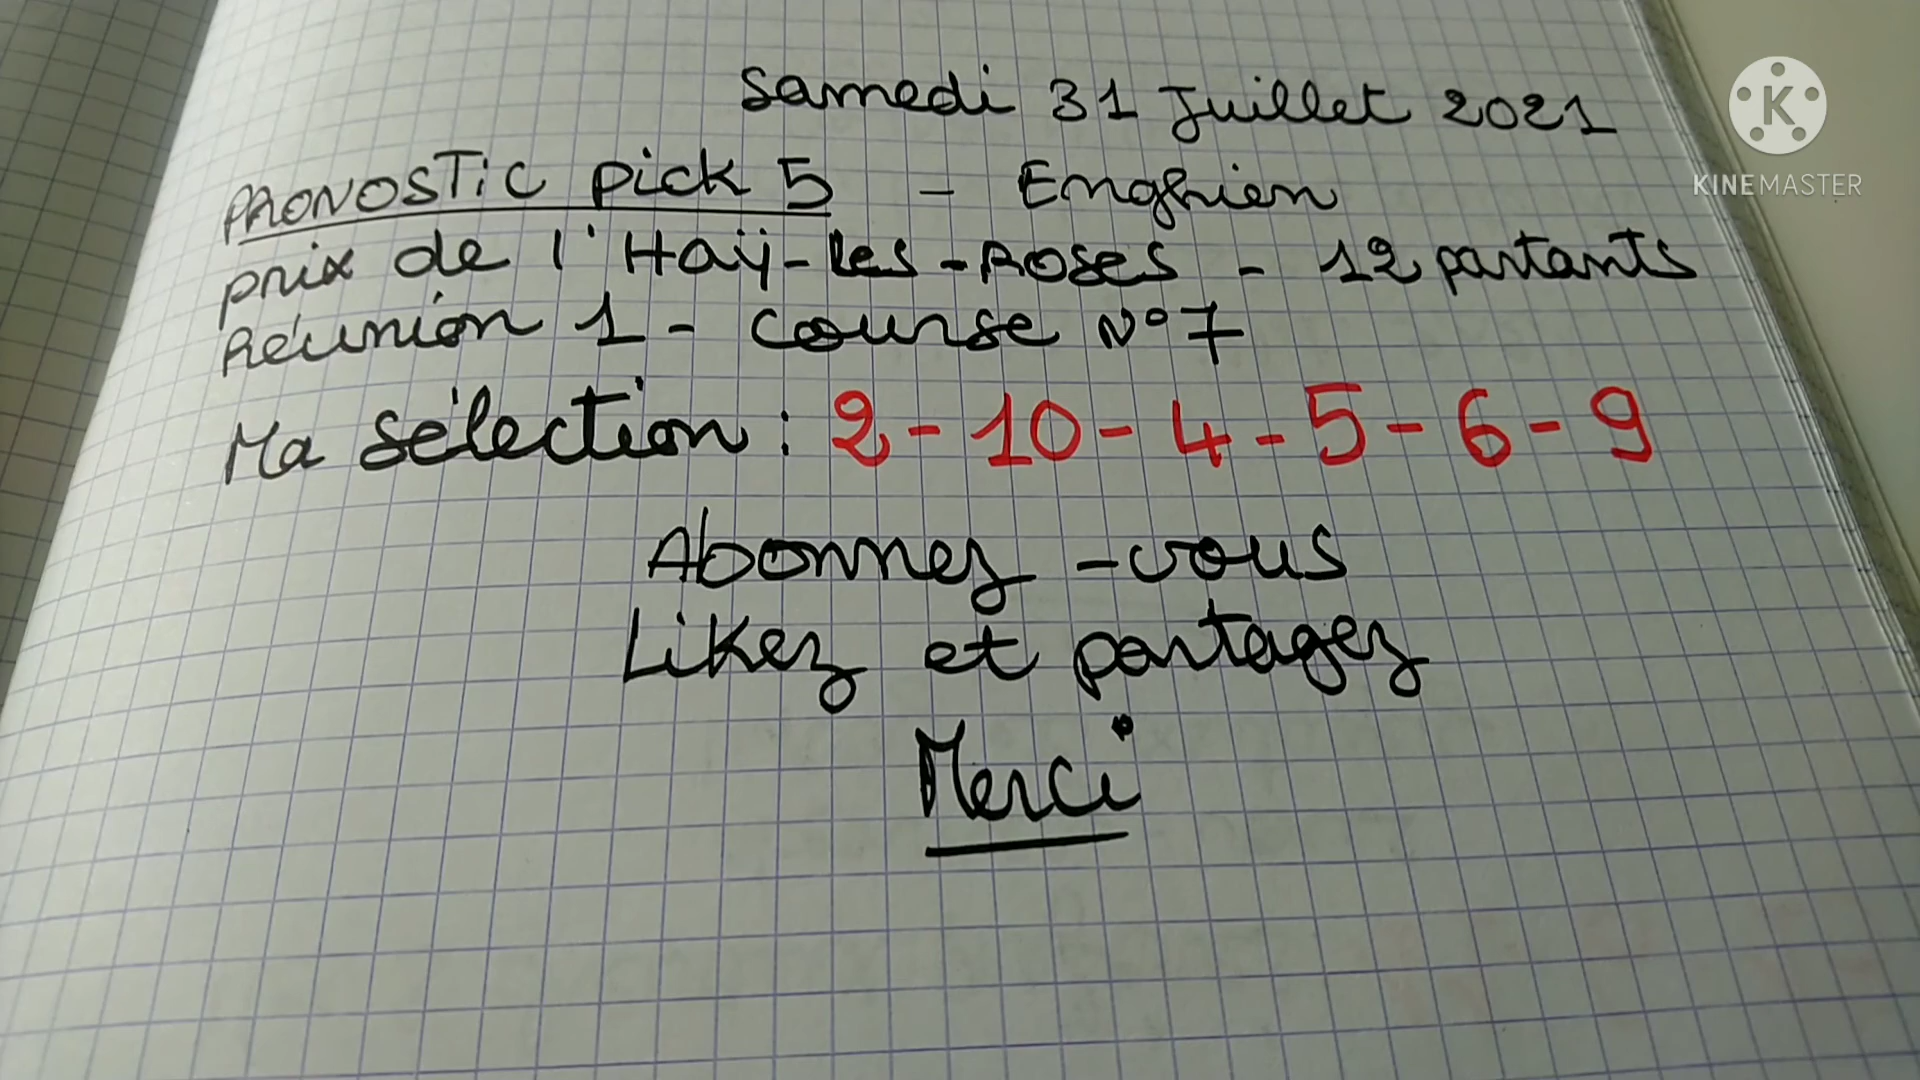 Samedi 31 Juillet 2021
PRONOSTiC pick 5 - Enghien
prix de l'Haÿ-Les-Roses - 12 partants
Réunion 1 - course N°7
Ma sélection : 2 - 10 - 4 - 5 - 6 - 9
Abonnez-vous
Likez et partagez
Merci
K
KINEMASTER